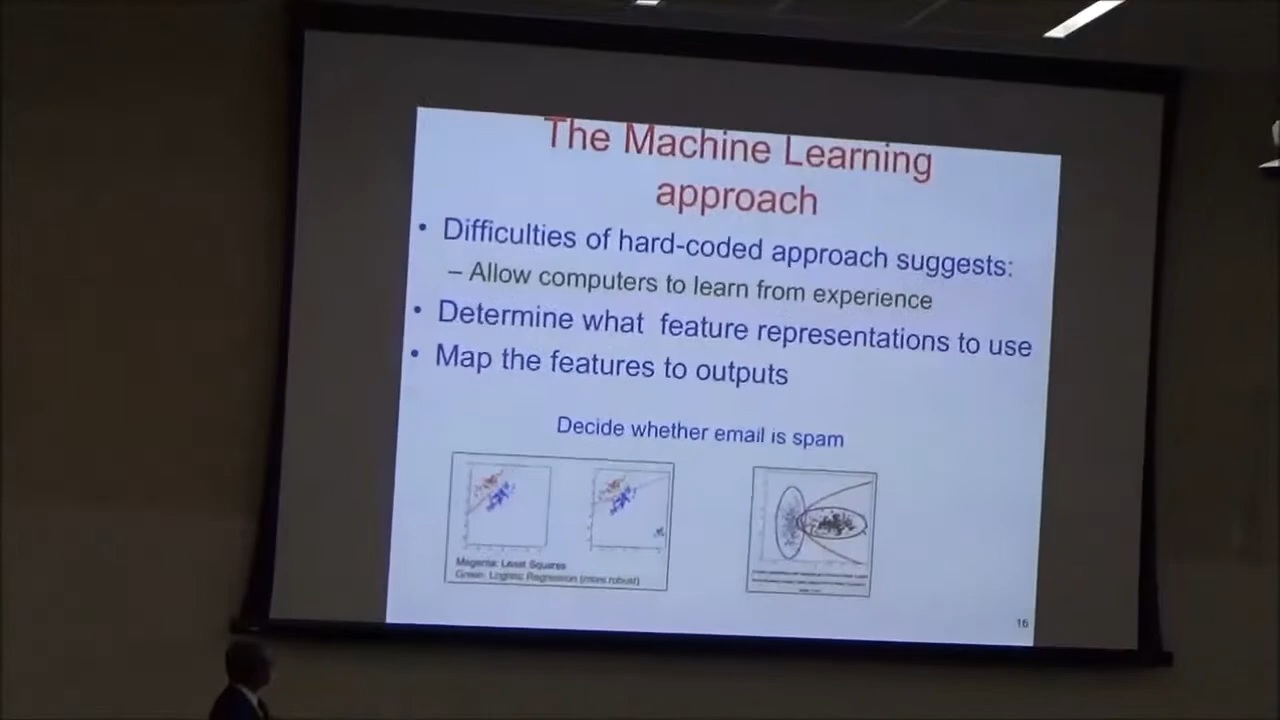 The Machine Learning
approach
• Difficulties of hard-coded approach suggests:
– Allow computers to learn from experience
• Determine what feature representations to use
• Map the features to outputs
Decide whether email is spam
Magenta: Least Squares
Green: Logistic Regression (more robust)
16